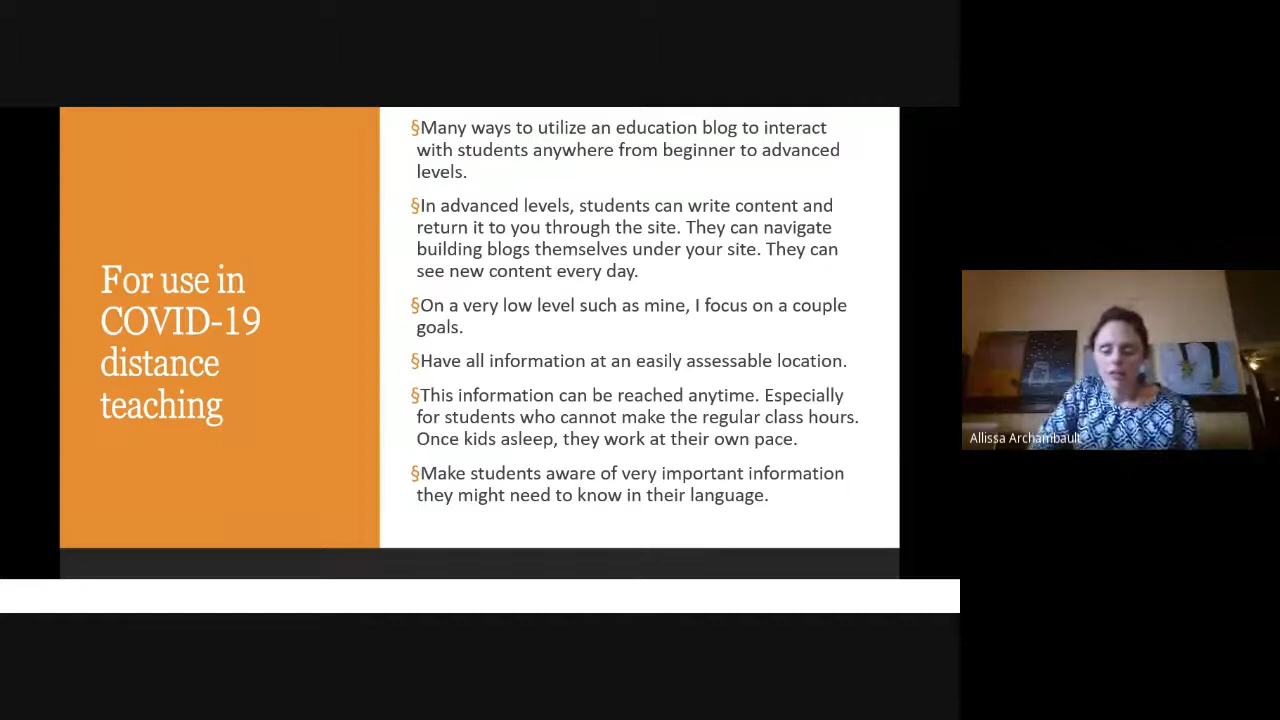 For use in
COVID-19
distance
teaching
§Many ways to utilize an education blog to interact
with students anywhere from beginner to advanced
levels.
§In advanced levels, students can write content and
return it to you through the site. They can navigate
building blogs themselves under your site. They can
see new content every day.
§On a very low level such as mine, I focus on a couple
goals.
§Have all information at an easily assessable location.
§This information can be reached anytime. Especially
for students who cannot make the regular class hours.
Once kids asleep, they work at their own pace.
§Make students aware of very important information
they might need to know in their language.
Allissa Archambault